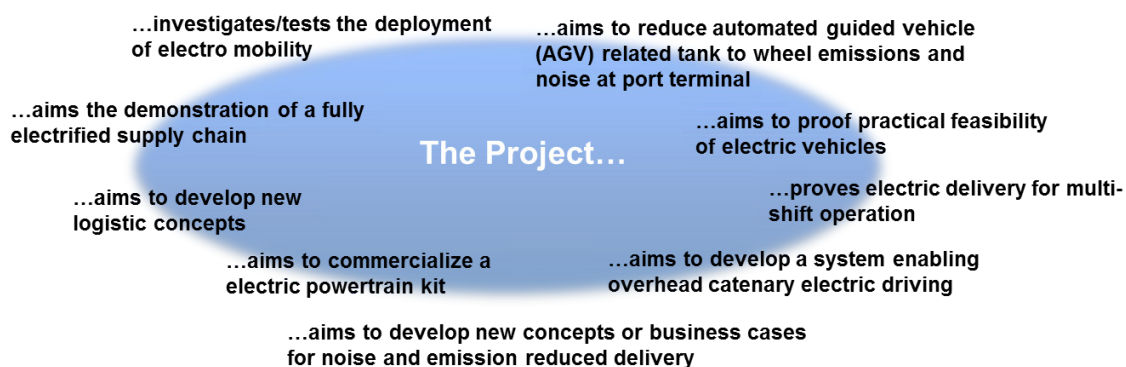 …investigates/tests the deployment
of electro mobility
…aims to reduce automated guided vehicle
(AGV) related tank to wheel emissions and
noise at port terminal
…aims the demonstration of a fully
electrified supply chain
…aims to proof practical feasibility
of electric vehicles
The Project…
…aims to develop new
logistic concepts
…proves electric delivery for multi-
shift operation
…aims to commercialize a
electric powertrain kit
…aims to develop a system enabling
overhead catenary electric driving
…aims to develop new concepts or business cases
for noise and emission reduced delivery